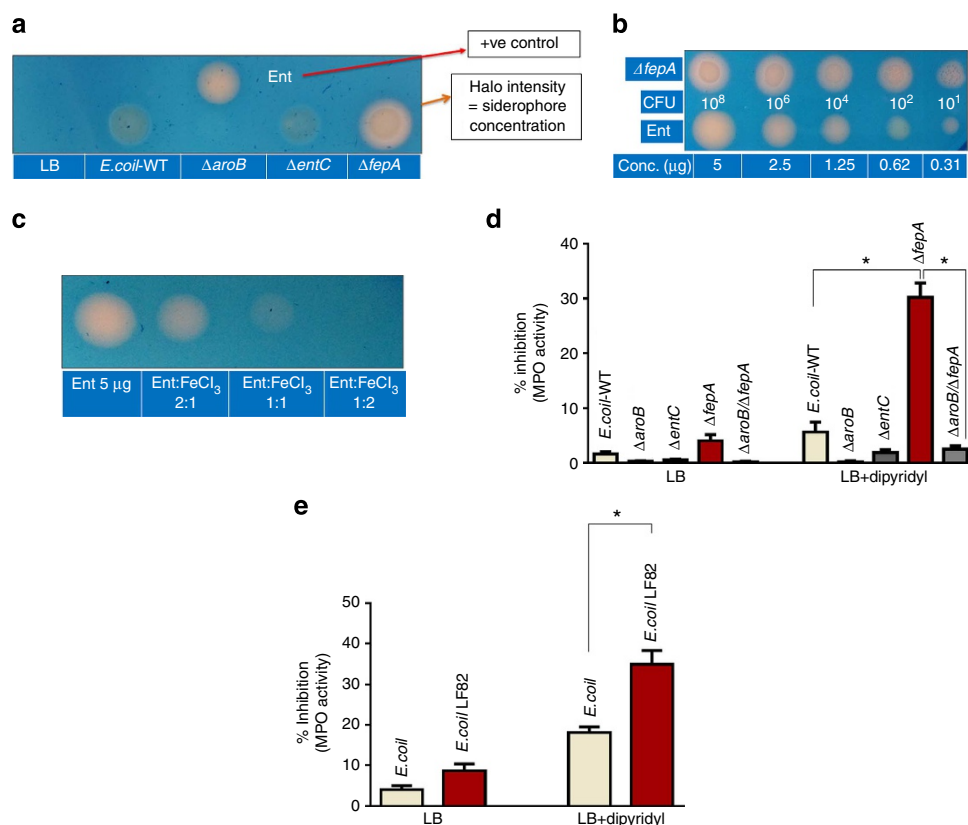 a
+ve control
Ent
Halo intensity
= siderophore
concentration
LB E.coil-WT ΔaroB ΔentC ΔfepA
b
ΔfepA
CFU 10⁸ 10⁶ 10⁴ 10² 10¹
Ent
Conc. (μg) 5 2.5 1.25 0.62 0.31
c
Ent 5 μg Ent:FeCl₃ 2:1 Ent:FeCl₃ 1:1 Ent:FeCl₃ 1:2
d
% inhibition
(MPO activity)
40
30
20
10
0
E.coil-WT
ΔaroB
ΔentC
ΔfepA
ΔaroB/ΔfepA
LB
*
*
E.coil-WT
ΔaroB
ΔentC
ΔfepA
ΔaroB/ΔfepA
LB+dipyridyl
e
% Inhibition
(MPO activity)
50
40
30
20
10
0
E.coil
E.coil LF82
LB
*
E.coil
E.coil LF82
LB+dipyridyl